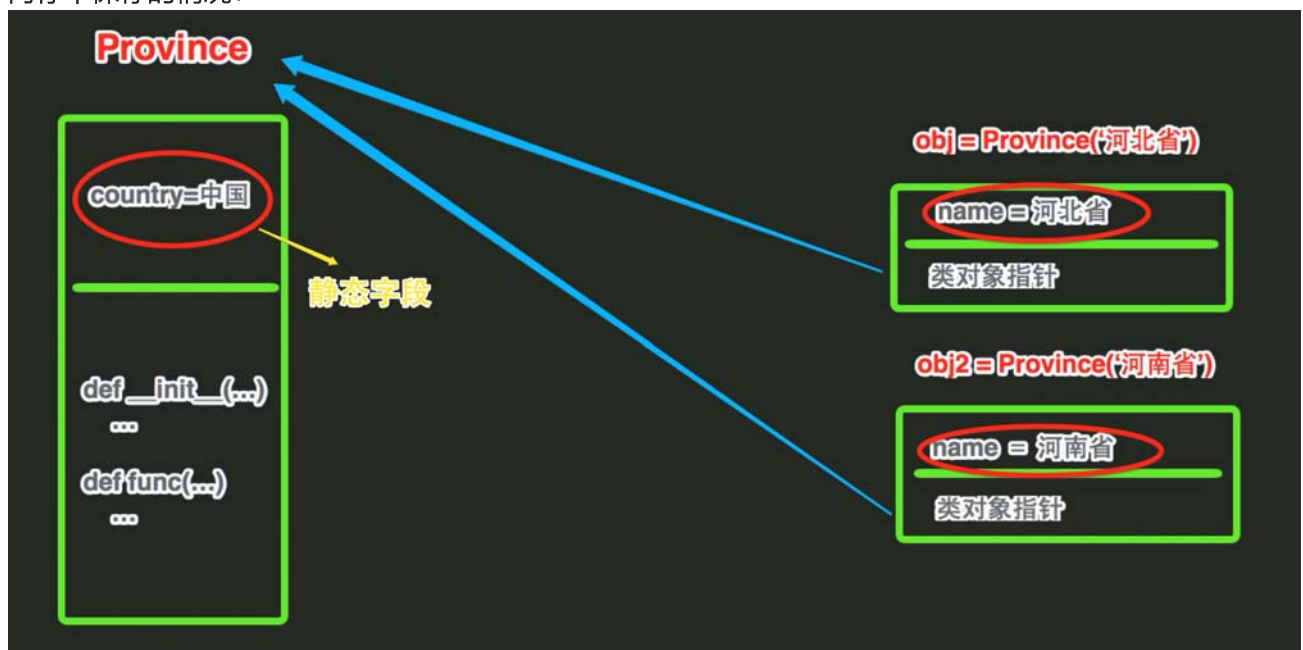 Province
country=中国
静态字段
def __init__(...)
...
def func(...)
...
obj = Province('河北省')
name = 河北省
类对象指针
obj2 = Province('河南省')
name = 河南省
类对象指针